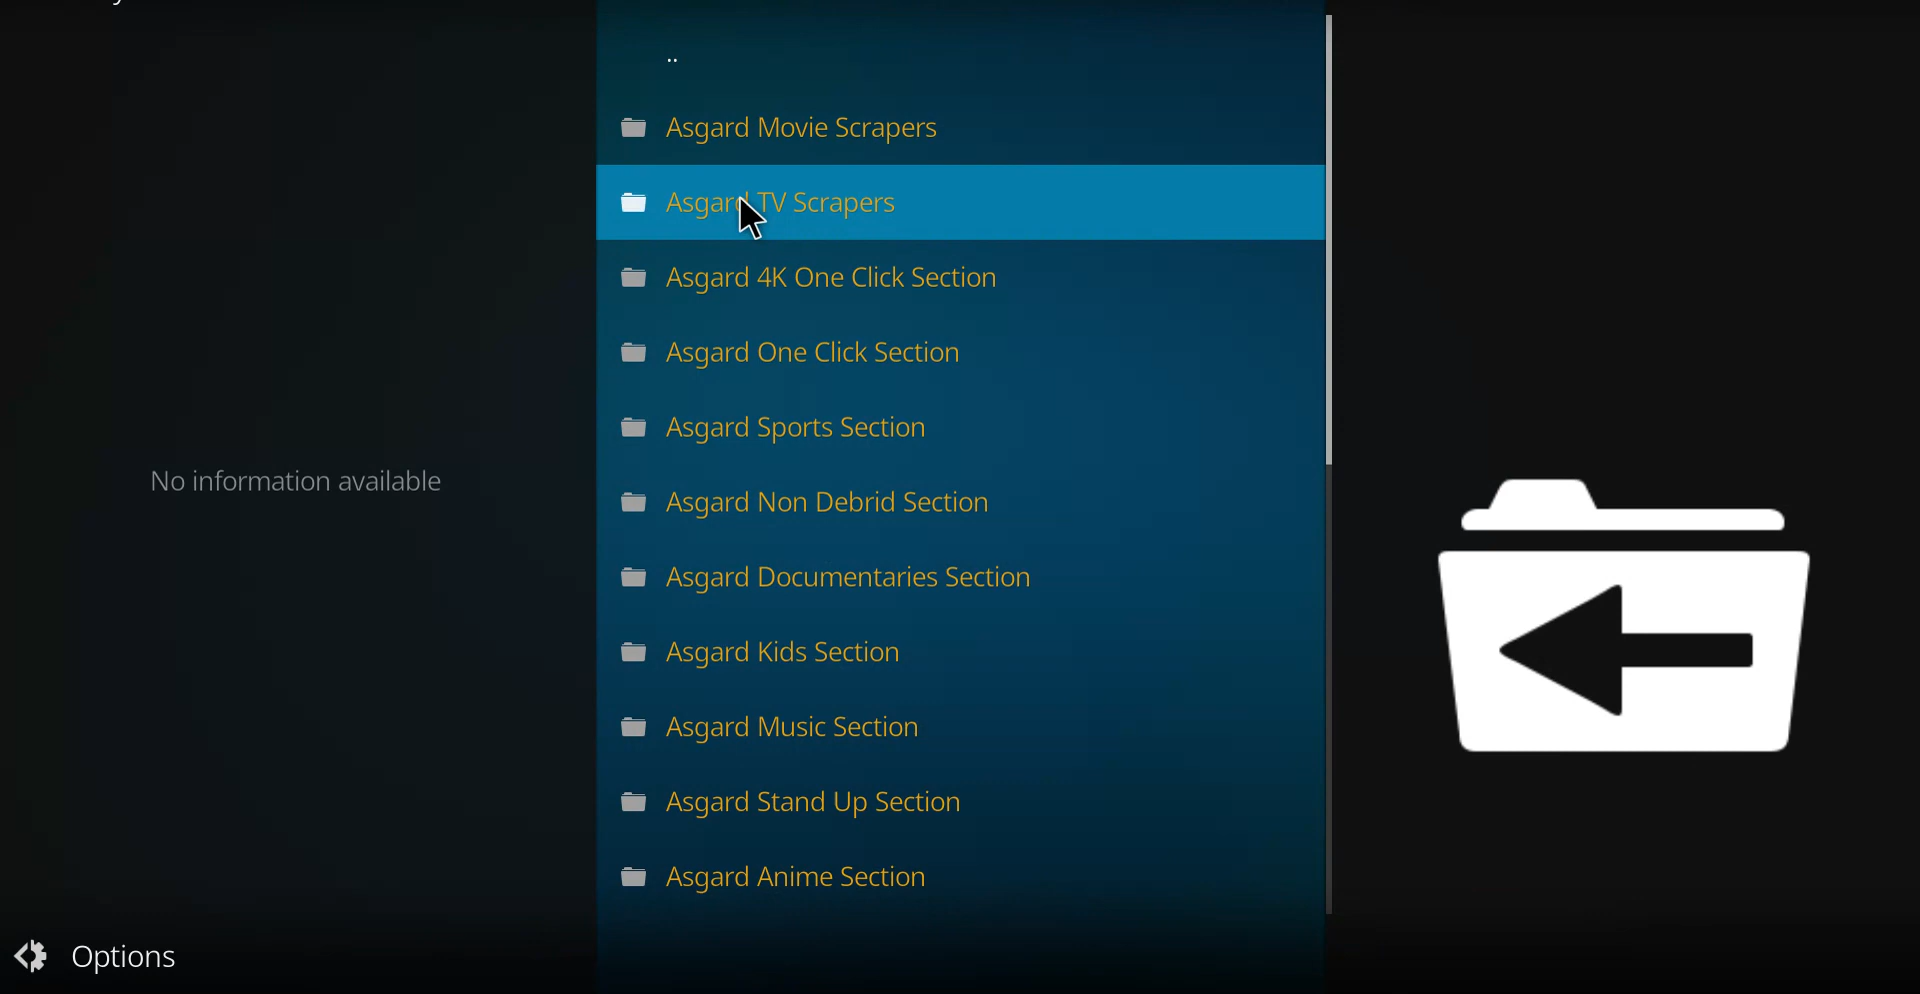 ..
Asgard Movie Scrapers
Asgard TV Scrapers
Asgard 4K One Click Section
Asgard One Click Section
Asgard Sports Section
No information available
Asgard Non Debrid Section
Asgard Documentaries Section
Asgard Kids Section
Asgard Music Section
Asgard Stand Up Section
Asgard Anime Section
Options